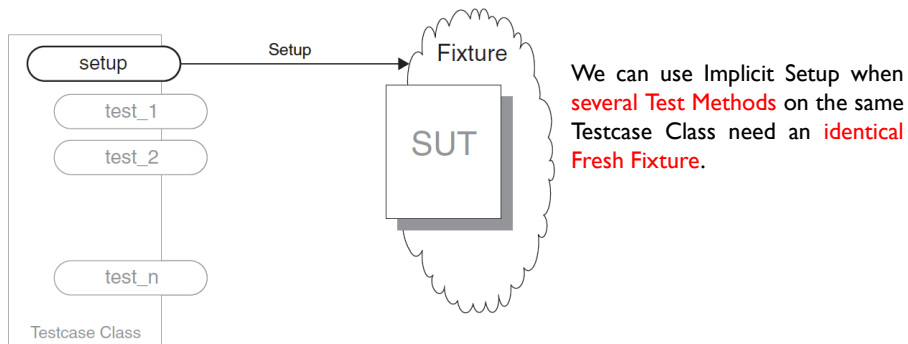 setup
Setup
Fixture
test_1
test_2
SUT
test_n
Testcase Class
We can use Implicit Setup when
several Test Methods on the same
Testcase Class need an identical
Fresh Fixture.